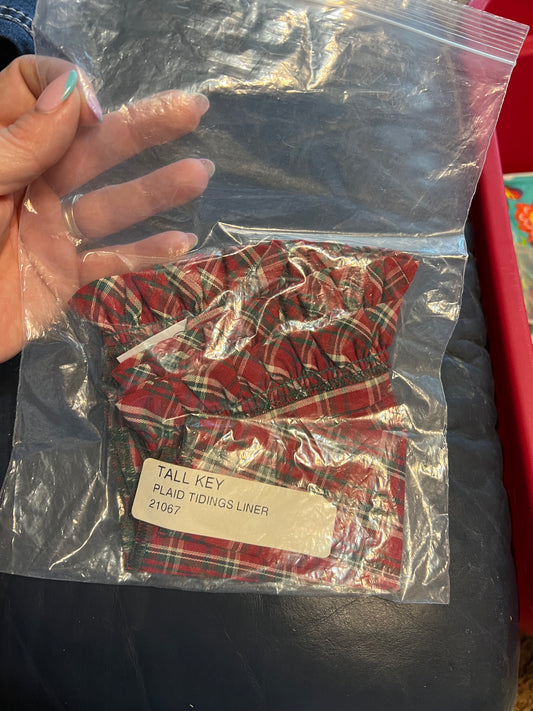 TALL KEY
PLAID TIDINGS LINER
21067